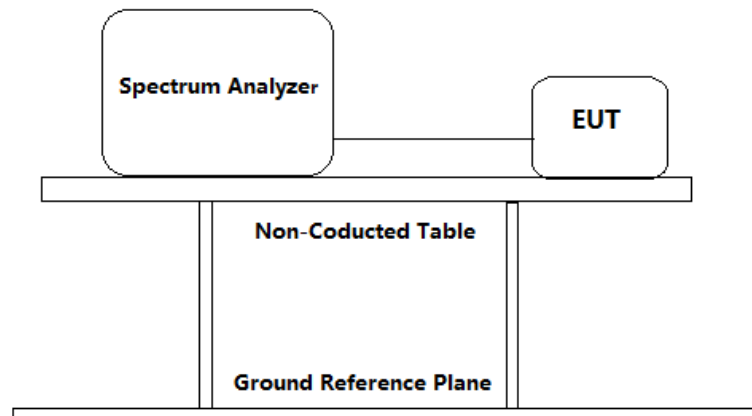 Spectrum Analyzer
EUT
Non-Coducted Table
Ground Reference Plane